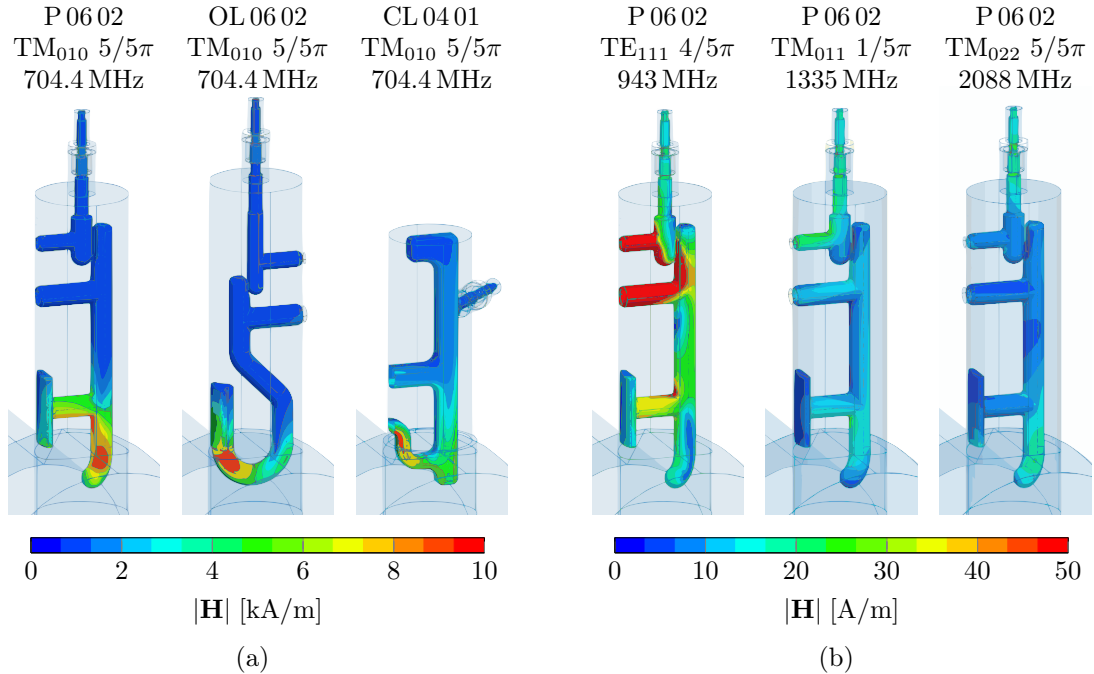 P 06 02 OL 06 02 CL 04 01 P 06 02 P 06 02 P 06 02
TM₀₁₀ 5/5π TM₀₁₀ 5/5π TM₀₁₀ 5/5π TE₁₁₁ 4/5π TM₀₁₁ 1/5π TM₀₂₂ 5/5π
704.4 MHz 704.4 MHz 704.4 MHz 943 MHz 1335 MHz 2088 MHz
0 2 4 6 8 10 0 10 20 30 40 50
|H| [kA/m] |H| [A/m]
(a) (b)